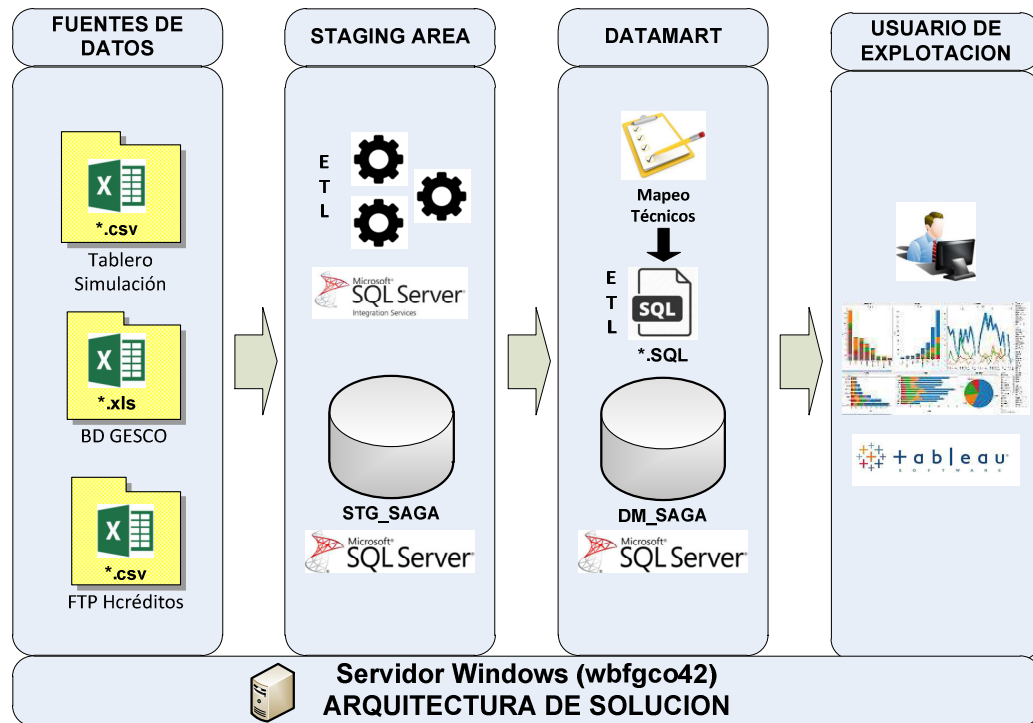 FUENTES DE
DATOS
*.csv
Tablero
Simulación
*.xls
BD GESCO
*.csv
FTP Hcréditos
STAGING AREA
E
T
L
Microsoft®
SQL Server®
Integration Services
STG_SAGA
Microsoft®
SQL Server®
DATAMART
Mapeo
Técnicos
E
T
L
SQL
*.SQL
DM_SAGA
Microsoft®
SQL Server®
USUARIO DE
EXPLOTACION
tableau®
SOFTWARE
Servidor Windows (wbfgco42)
ARQUITECTURA DE SOLUCION